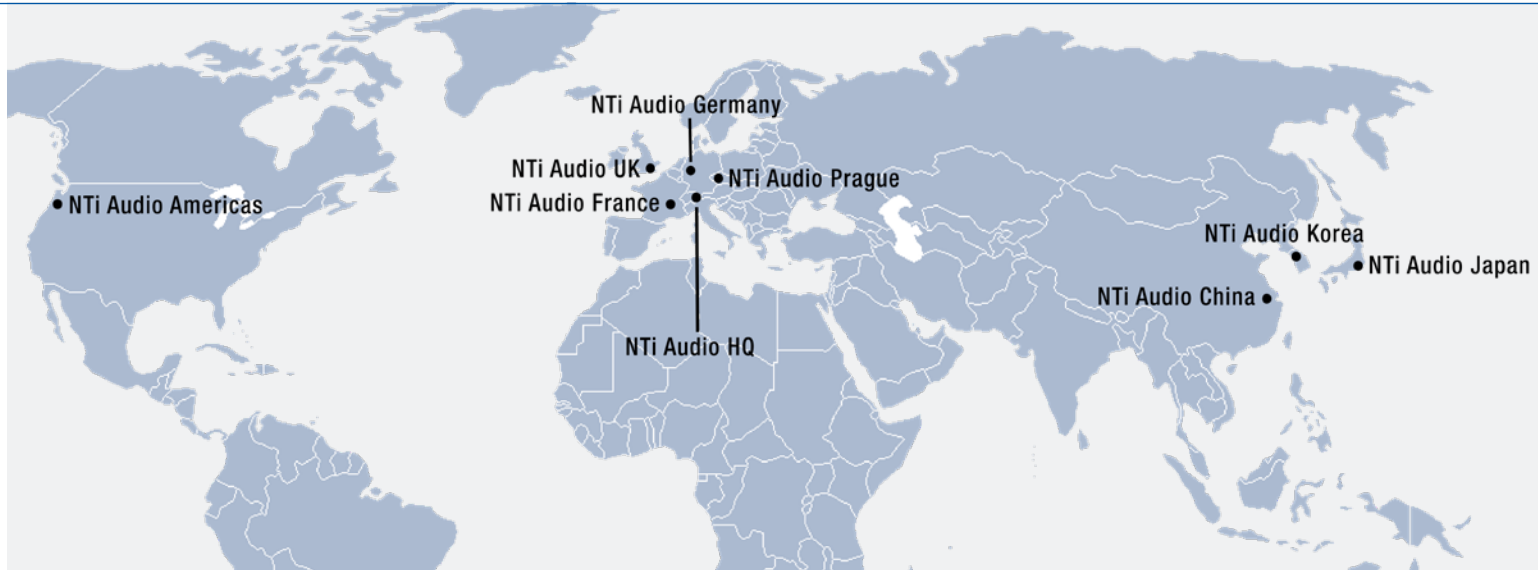 NTi Audio Germany
NTi Audio UK
NTi Audio Prague
NTi Audio France
NTi Audio Americas
NTi Audio Korea
NTi Audio Japan
NTi Audio China
NTi Audio HQ